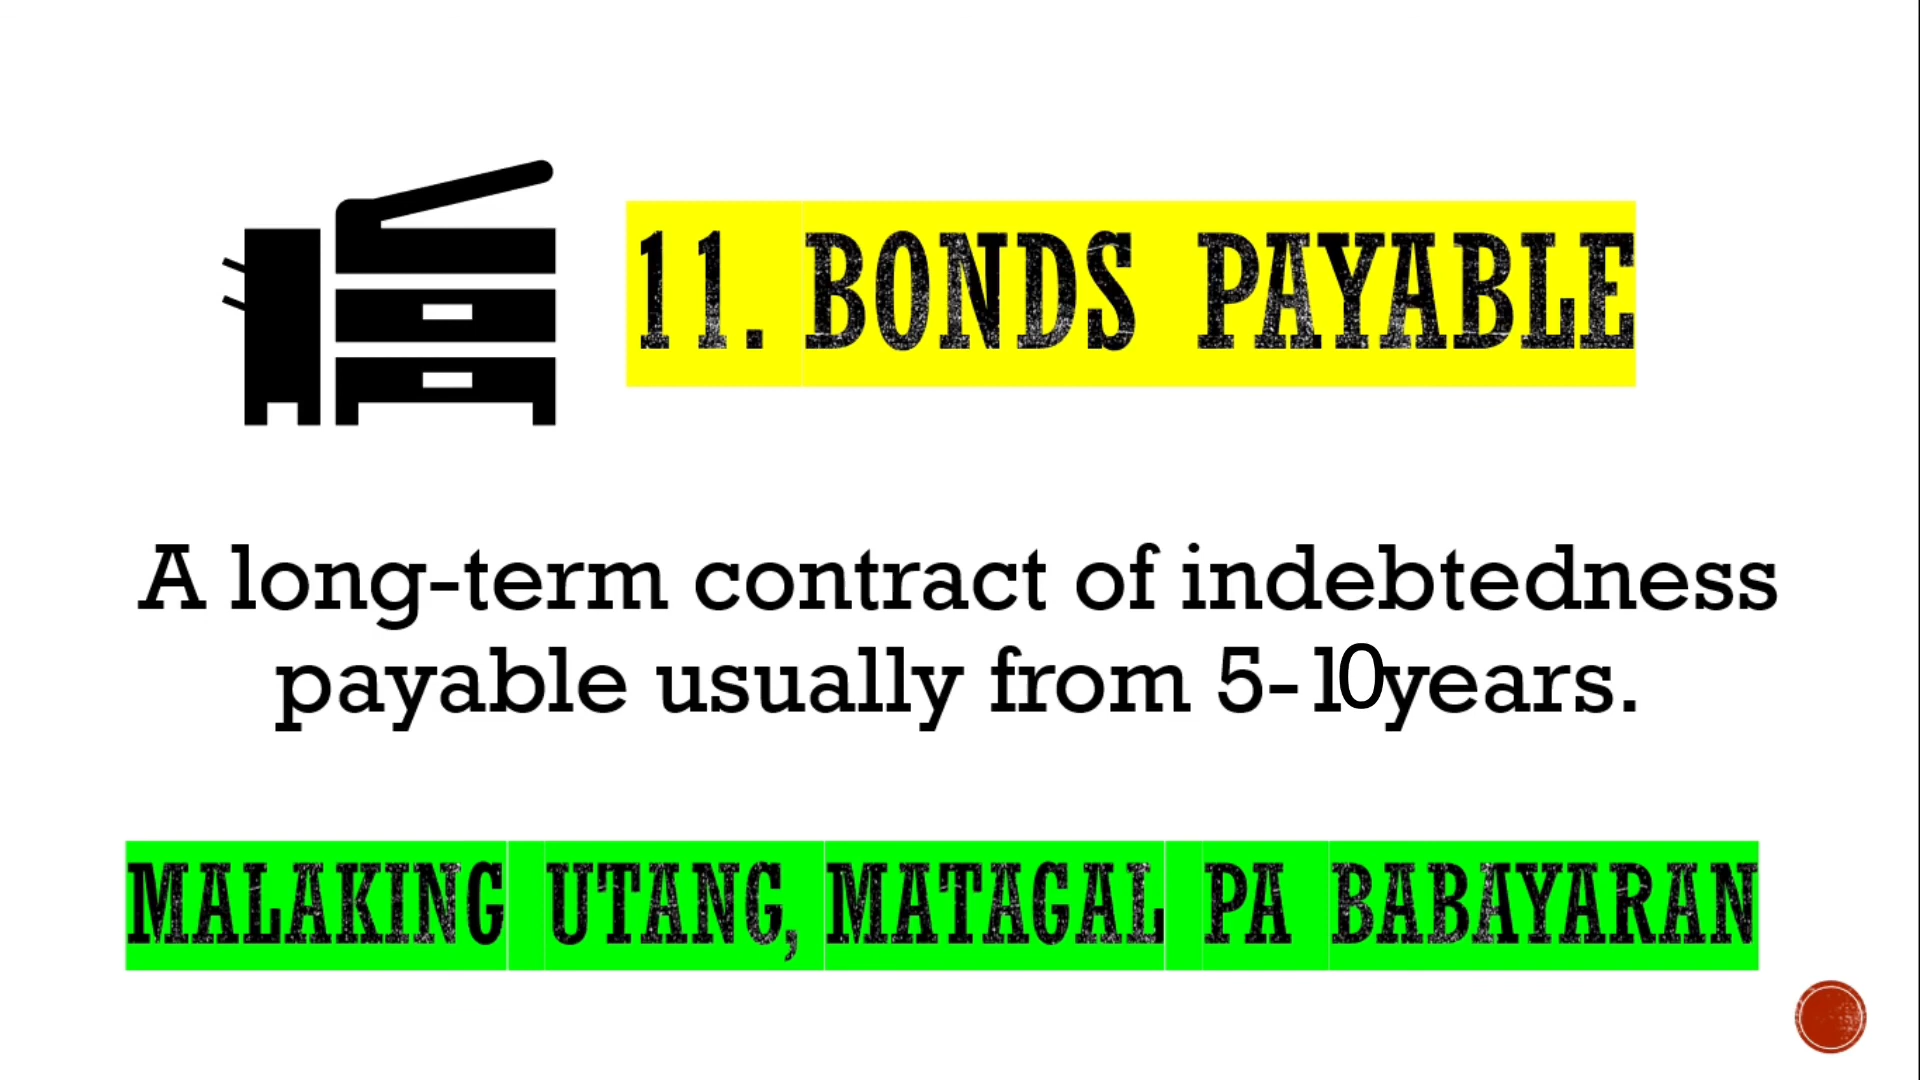 11. BONDS PAYABLE
A long-term contract of indebtedness
payable usually from 5-10years.
MALAKING UTANG, MATAGAL PA BABAYARAN